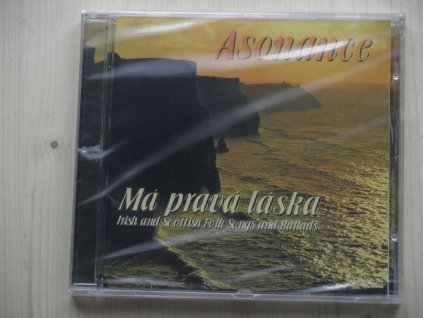 Asonance
Má pravá láska
Irish and Scottish Folk Songs and Ballads